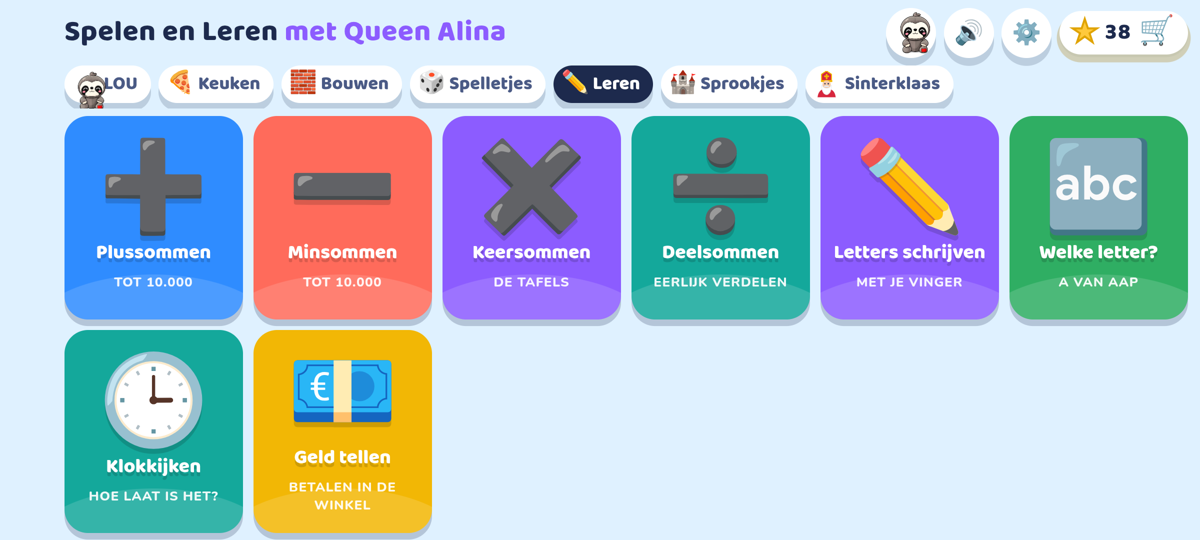 Spelen en Leren met Queen Alina
38
LOU
Keuken
Bouwen
Spelletjes
Leren
Sprookjes
Sinterklaas
Plussommen
TOT 10.000
Minsommen
TOT 10.000
Keersommen
DE TAFELS
Deelsommen
EERLIJK VERDELEN
Letters schrijven
MET JE VINGER
abc
Welke letter?
A VAN AAP
Klokkijken
HOE LAAT IS HET?
€
Geld tellen
BETALEN IN DE
WINKEL